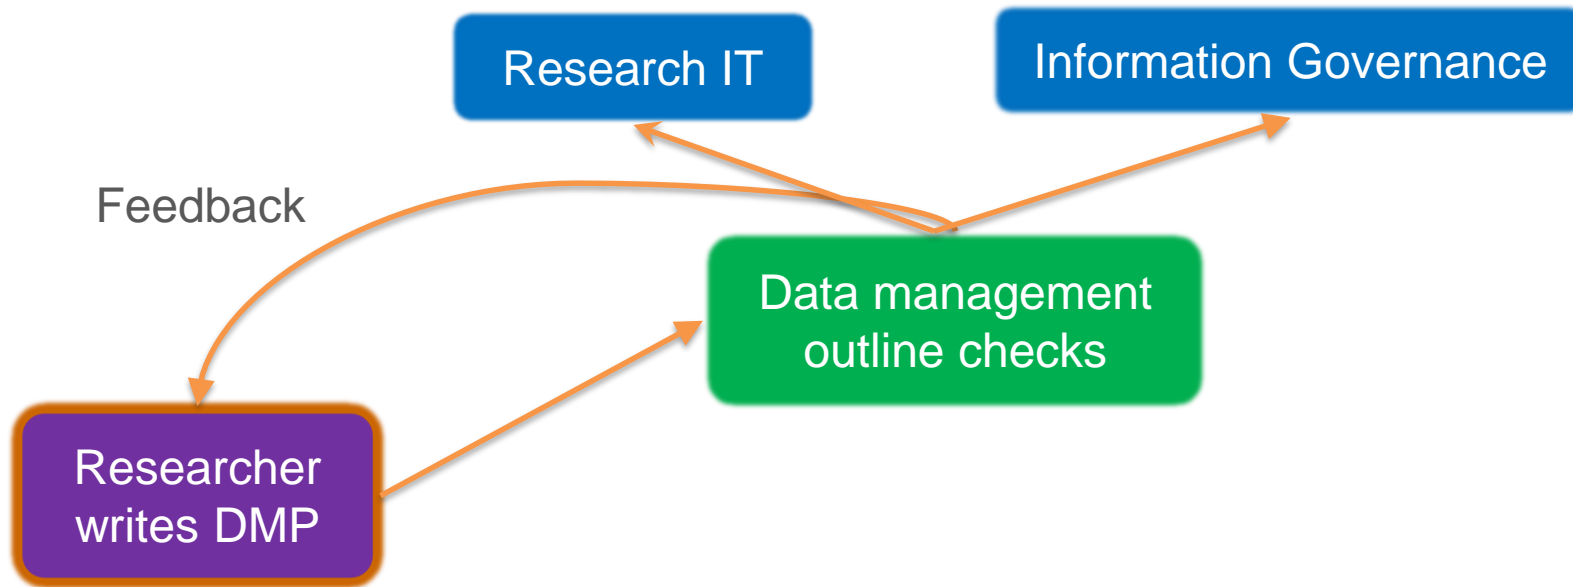 Research IT
Information Governance
Feedback
Data management
outline checks
Researcher
writes DMP